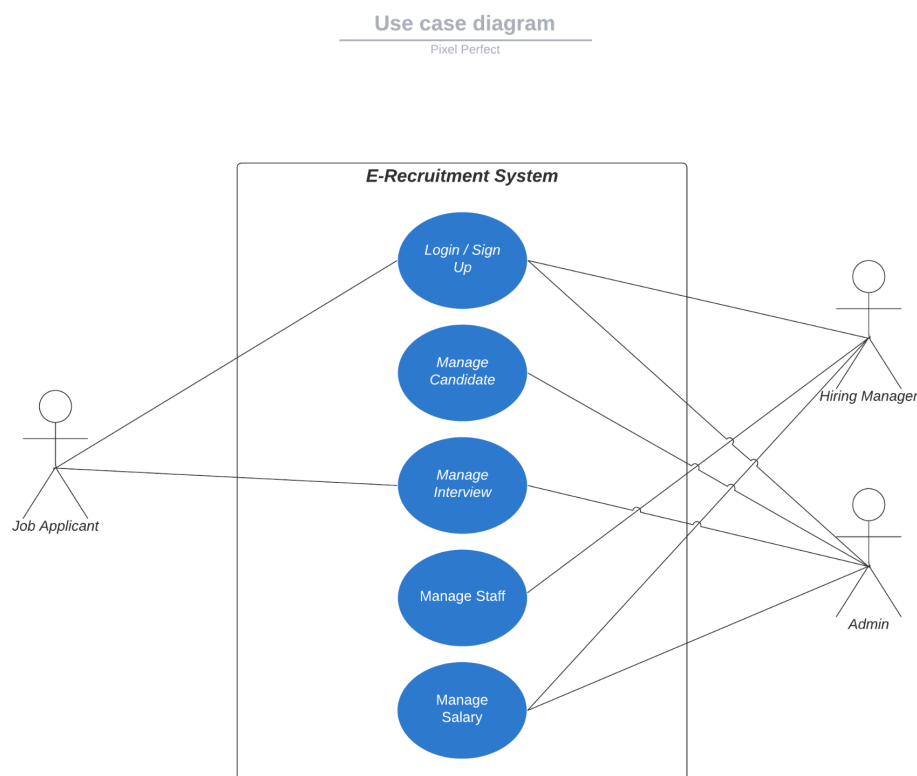 Use case diagram
Pixel Perfect
E-Recruitment System
Login / Sign
Up
Manage
Candidate
Hiring Manager
Manage
Interview
Job Applicant
Manage Staff
Admin
Manage
Salary